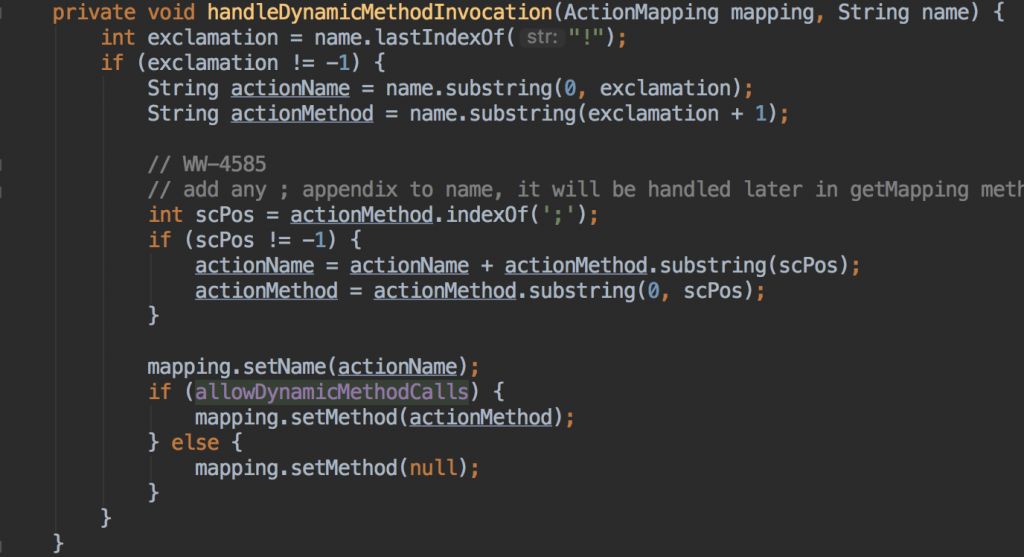 private void handleDynamicMethodInvocation(ActionMapping mapping, String name) {
    int exclamation = name.lastIndexOf( str: "!");
    if (exclamation != -1) {
        String actionName = name.substring(0, exclamation);
        String actionMethod = name.substring(exclamation + 1);

        // WW-4585
        // add any ; appendix to name, it will be handled later in getMapping meth
        int scPos = actionMethod.indexOf(';');
        if (scPos != -1) {
            actionName = actionName + actionMethod.substring(scPos);
            actionMethod = actionMethod.substring(0, scPos);
        }

        mapping.setName(actionName);
        if (allowDynamicMethodCalls) {
            mapping.setMethod(actionMethod);
        } else {
            mapping.setMethod(null);
        }
    }
}